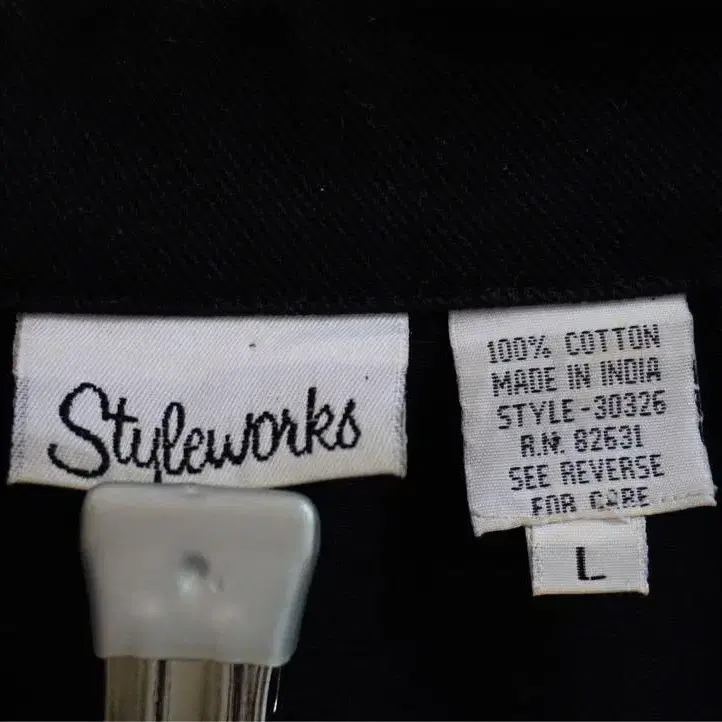 Styleworks
100% COTTON
MADE IN INDIA
STYLE-30326
R.N. 82631
SEE REVERSE
FOR CARE
L